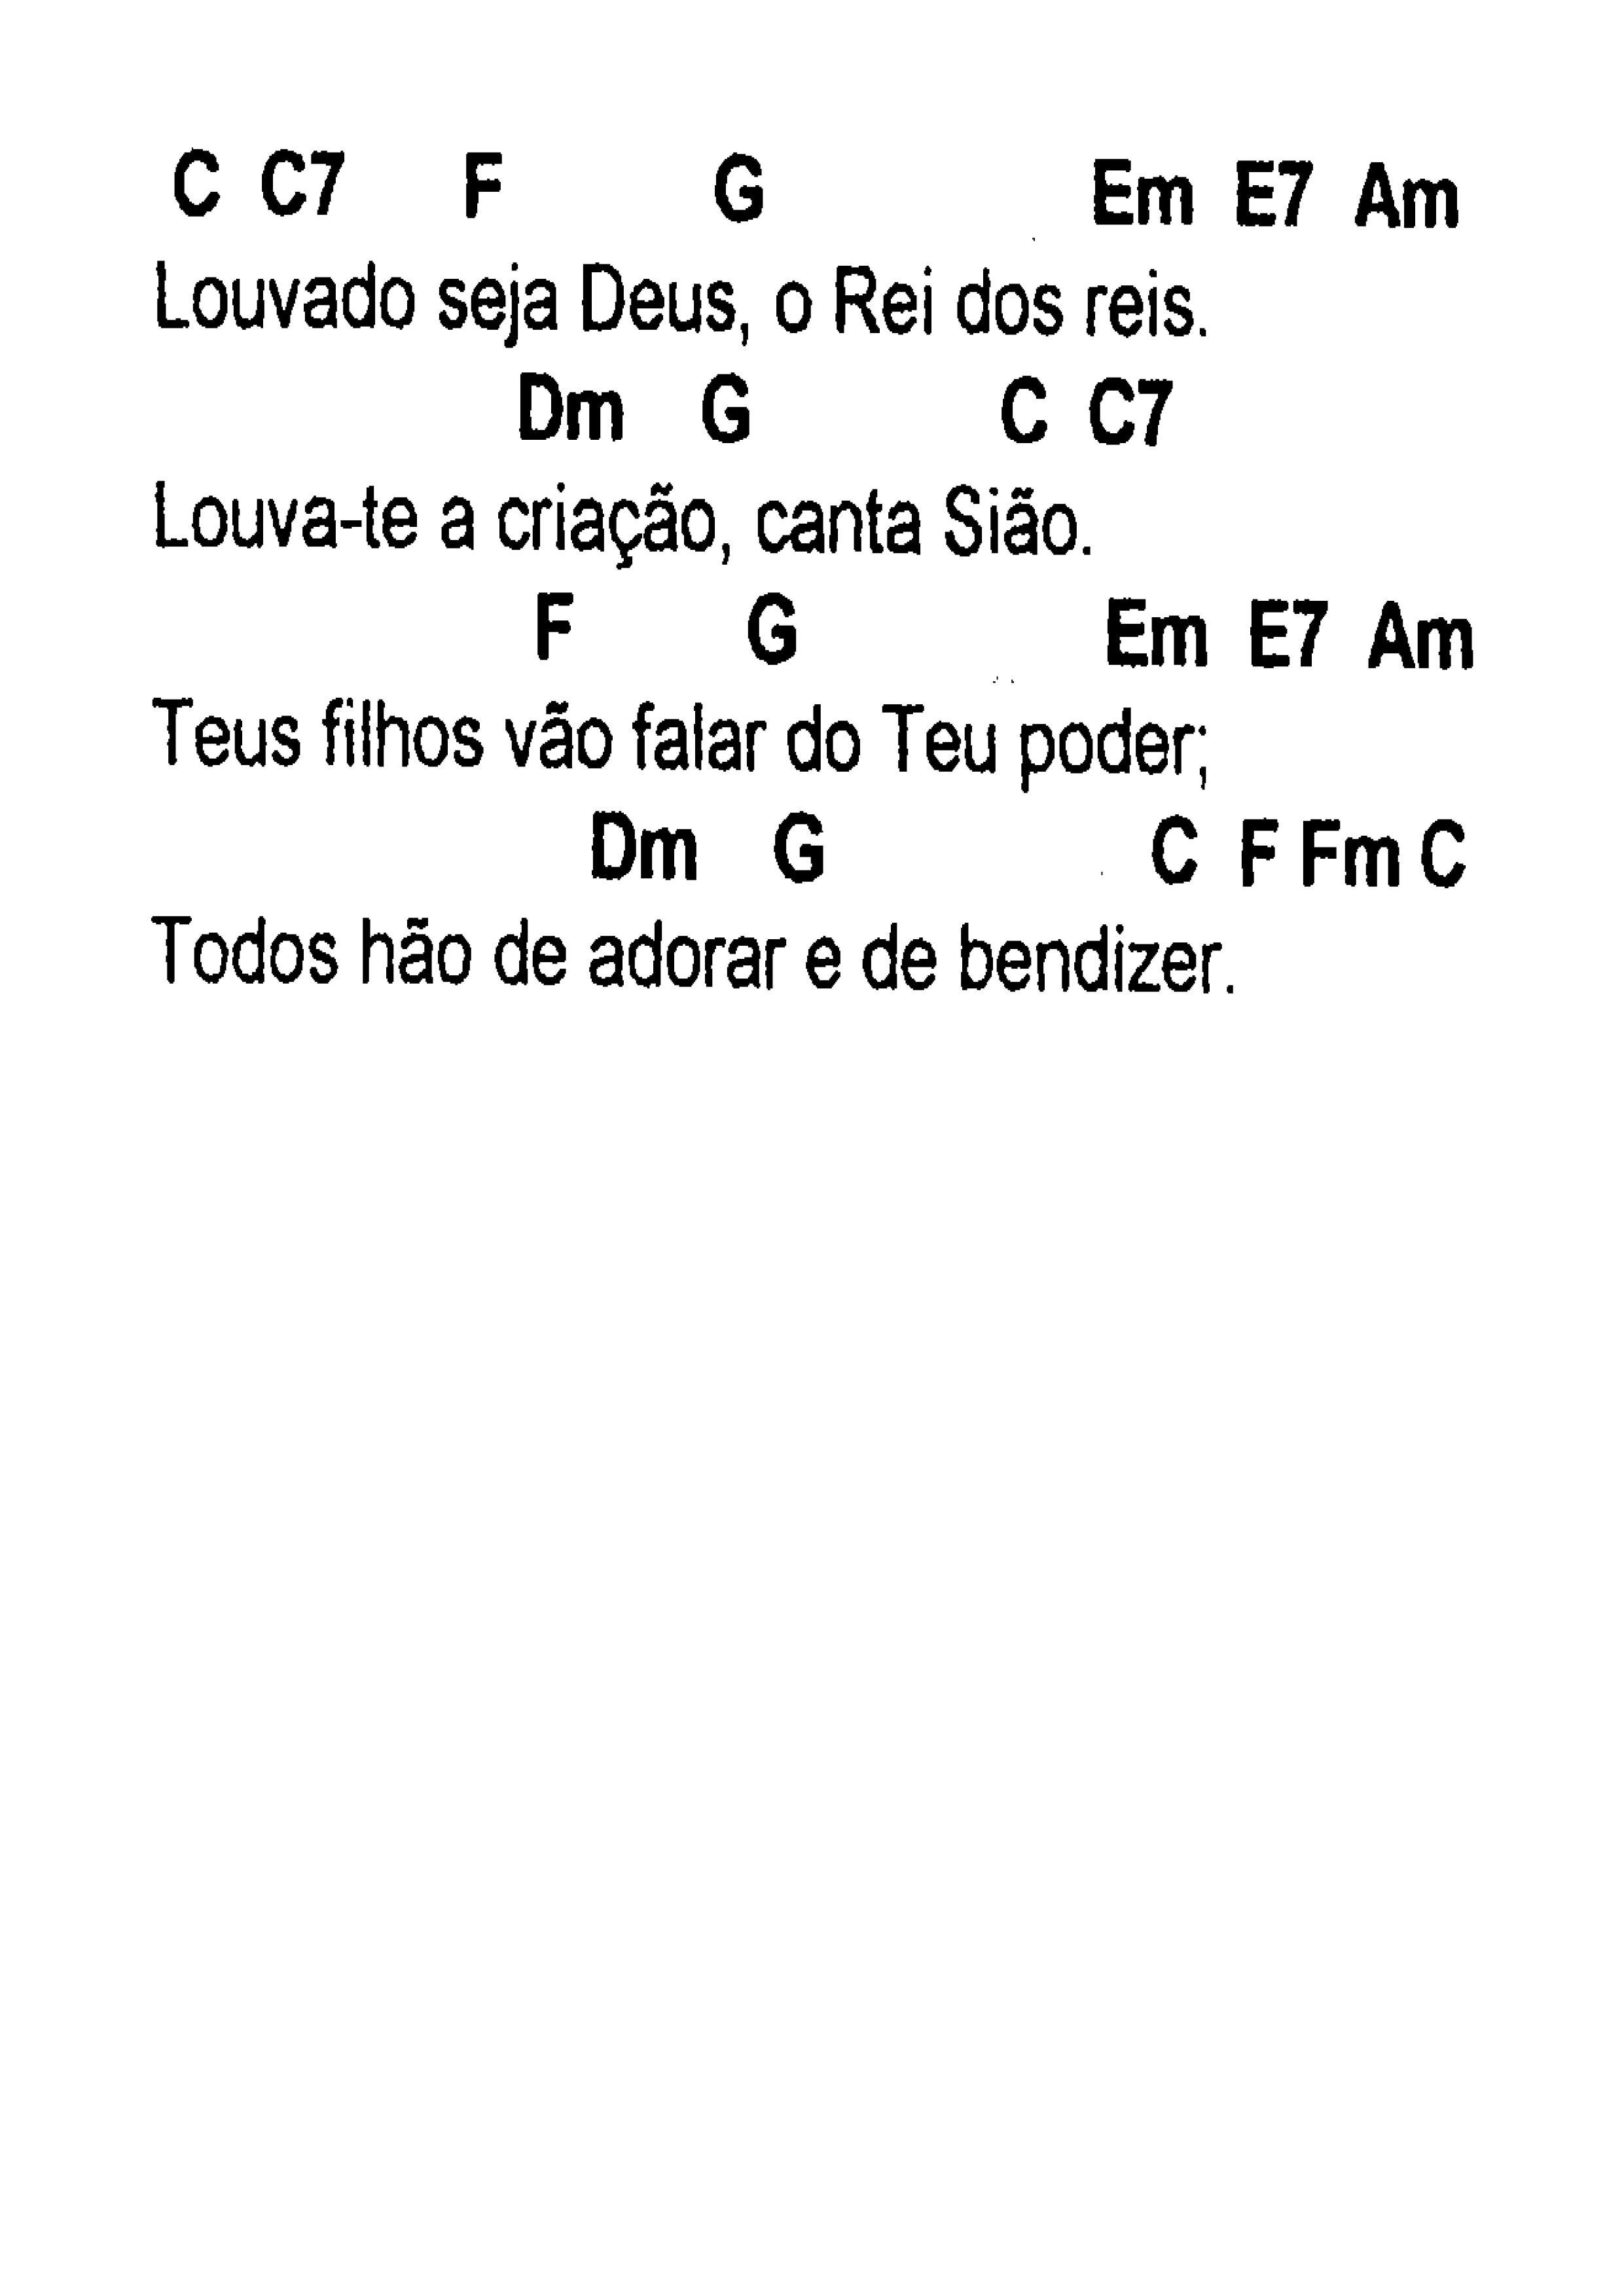 C C7 F G Em E7 Am
Louvado seja Deus, o Rei dos reis.
Dm G C C7
Louva-te a criação, canta Sião.
F G Em E7 Am
Teus filhos vão falar do Teu poder;
Dm G C F Fm C
Todos hão de adorar e de bendizer.